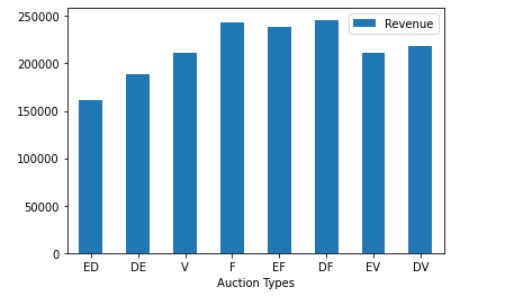 250000
Revenue
200000
150000
100000
50000
0
ED DE V F EF DF EV DV
Auction Types